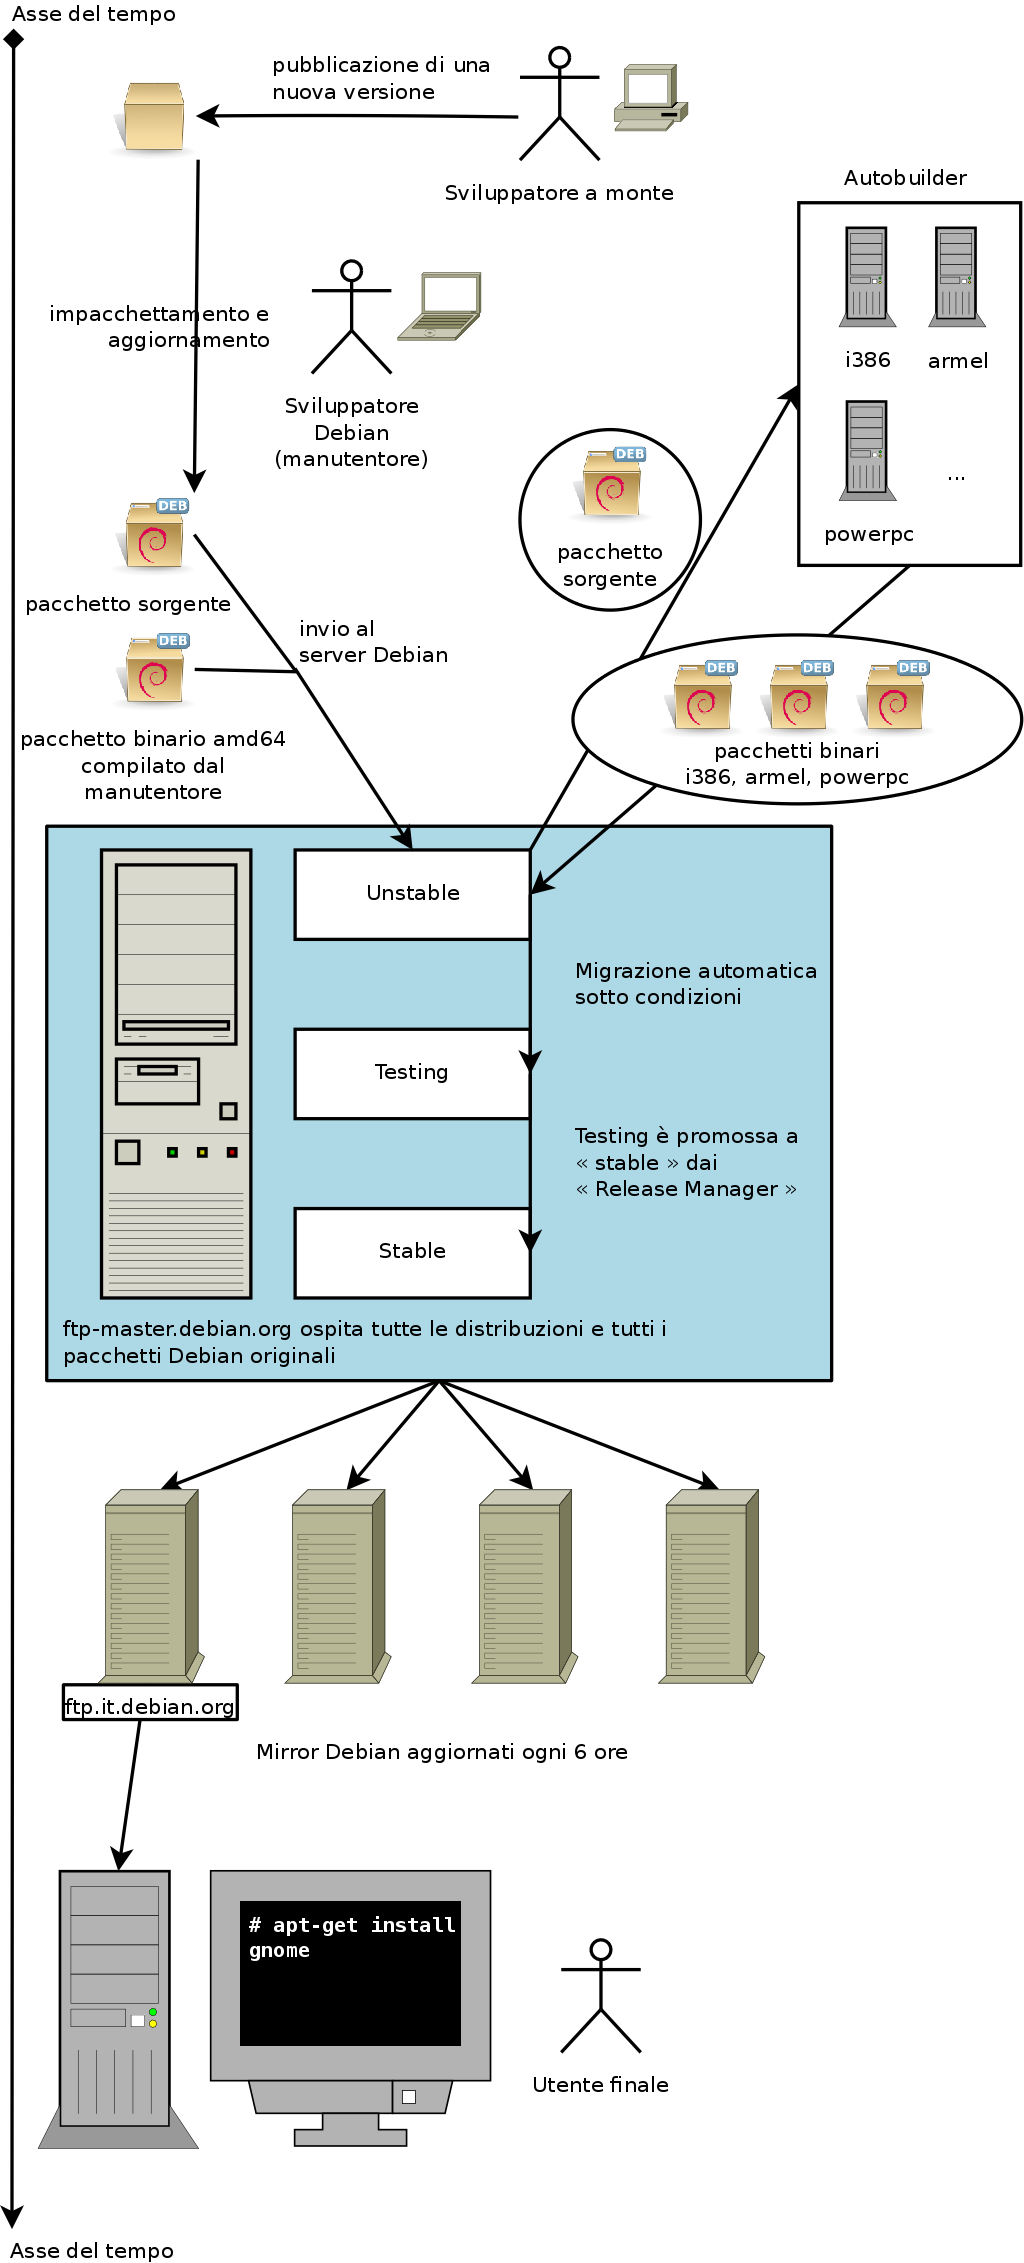 Asse del tempo
pubblicazione di una
nuova versione
Sviluppatore a monte
Autobuilder
i386
armel
powerpc
...
impacchettamento e
aggiornamento
Sviluppatore
Debian
(manutentore)
DEB
pacchetto
sorgente
DEB
pacchetto sorgente
invio al
server Debian
DEB
pacchetto binario amd64
compilato dal
manutentore
DEB
DEB
DEB
pacchetti binari
i386, armel, powerpc
Unstable
Migrazione automatica
sotto condizioni
Testing
Testing è promossa a
« stable » dai
« Release Manager »
Stable
ftp-master.debian.org ospita tutte le distribuzioni e tutti i
pacchetti Debian originali
ftp.it.debian.org
Mirror Debian aggiornati ogni 6 ore
# apt-get install
gnome
Utente finale
Asse del tempo